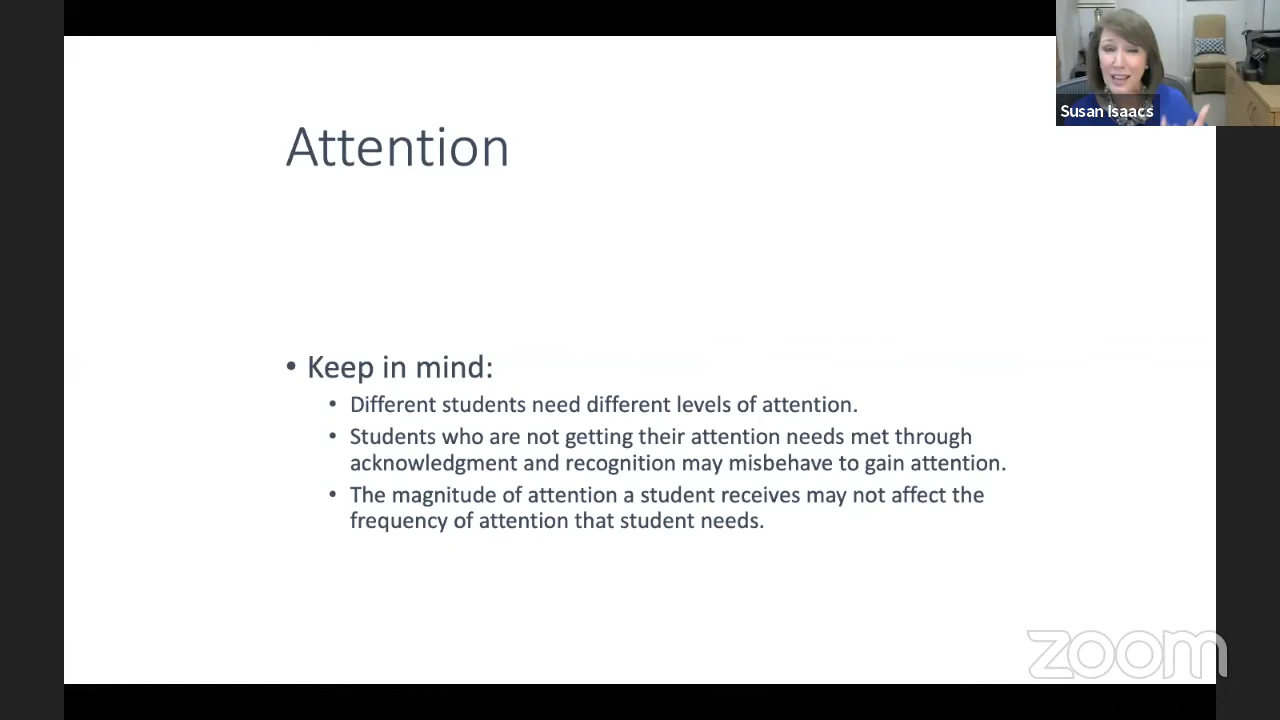 Susan Isaacs
Attention
• Keep in mind:
• Different students need different levels of attention.
• Students who are not getting their attention needs met through
acknowledgment and recognition may misbehave to gain attention.
• The magnitude of attention a student receives may not affect the
frequency of attention that student needs.
zoom